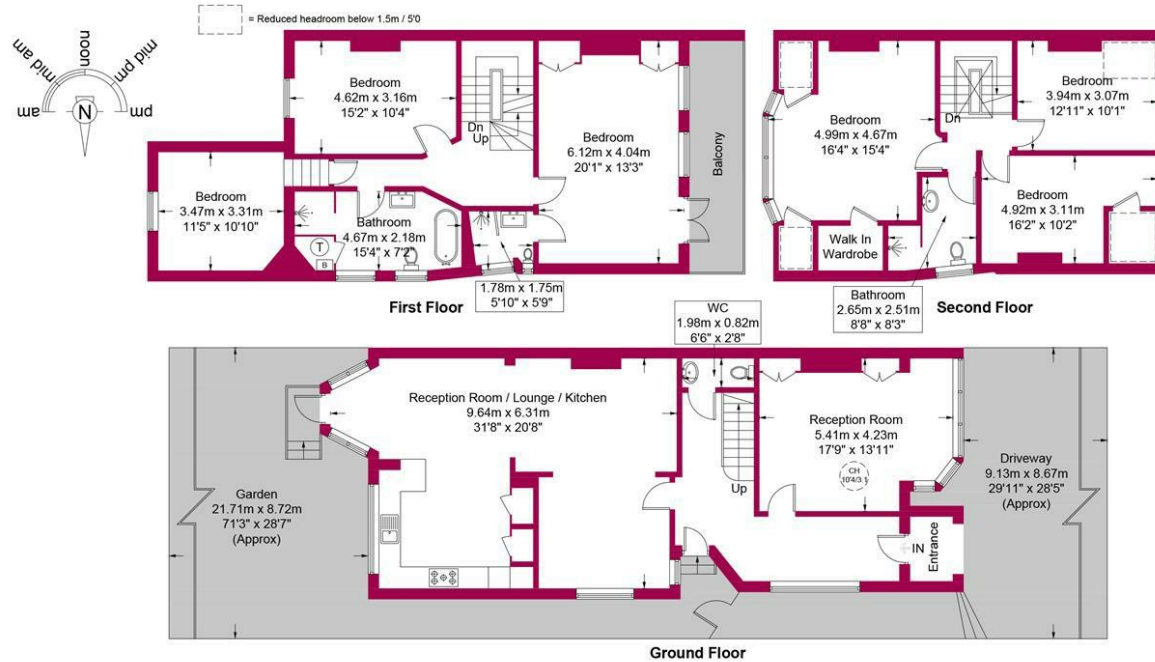 = Reduced headroom below 1.5m / 5'0
am
mid am
noon
mid pm
pm
N
Bedroom
4.62m x 3.16m
15'2" x 10'4"
Dn
Up
Bedroom
6.12m x 4.04m
20'1" x 13'3"
Balcony
Bedroom
3.47m x 3.31m
11'5" x 10'10"
Bathroom
4.67m x 2.18m
15'4" x 7'2"
T
B
1.78m x 1.75m
5'10" x 5'9"
First Floor
Bedroom
4.99m x 4.67m
16'4" x 15'4"
Dn
Bedroom
3.94m x 3.07m
12'11" x 10'1"
Bedroom
4.92m x 3.11m
16'2" x 10'2"
Walk In
Wardrobe
Bathroom
2.65m x 2.51m
8'8" x 8'3"
Second Floor
WC
1.98m x 0.82m
6'6" x 2'8"
Reception Room / Lounge / Kitchen
9.64m x 6.31m
31'8" x 20'8"
Reception Room
5.41m x 4.23m
17'9" x 13'11"
CH
10'4/3.1
Up
Garden
21.71m x 8.72m
71'3" x 28'7"
(Approx)
Driveway
9.13m x 8.67m
29'11" x 28'5"
(Approx)
IN
Entrance
Ground Floor